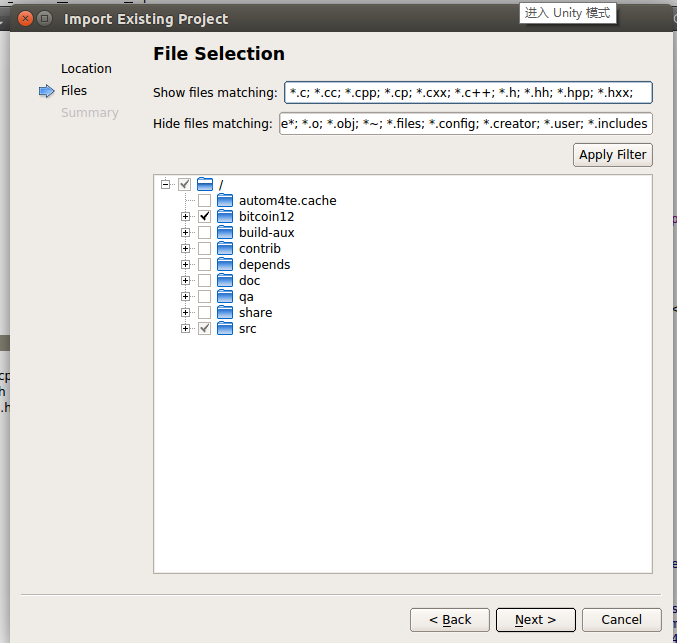 Import Existing Project
进入 Unity 模式
File Selection
Location
Files
Summary
Show files matching: *.c; *.cc; *.cpp; *.cp; *.cxx; *.c++; *.h; *.hh; *.hpp; *.hxx;
Hide files matching: e*; *.o; *.obj; *~; *.files; *.config; *.creator; *.user; *.includes
Apply Filter
/
autom4te.cache
bitcoin12
build-aux
contrib
depends
doc
qa
share
src
cp
h
.h
< Back
Next >
Cancel